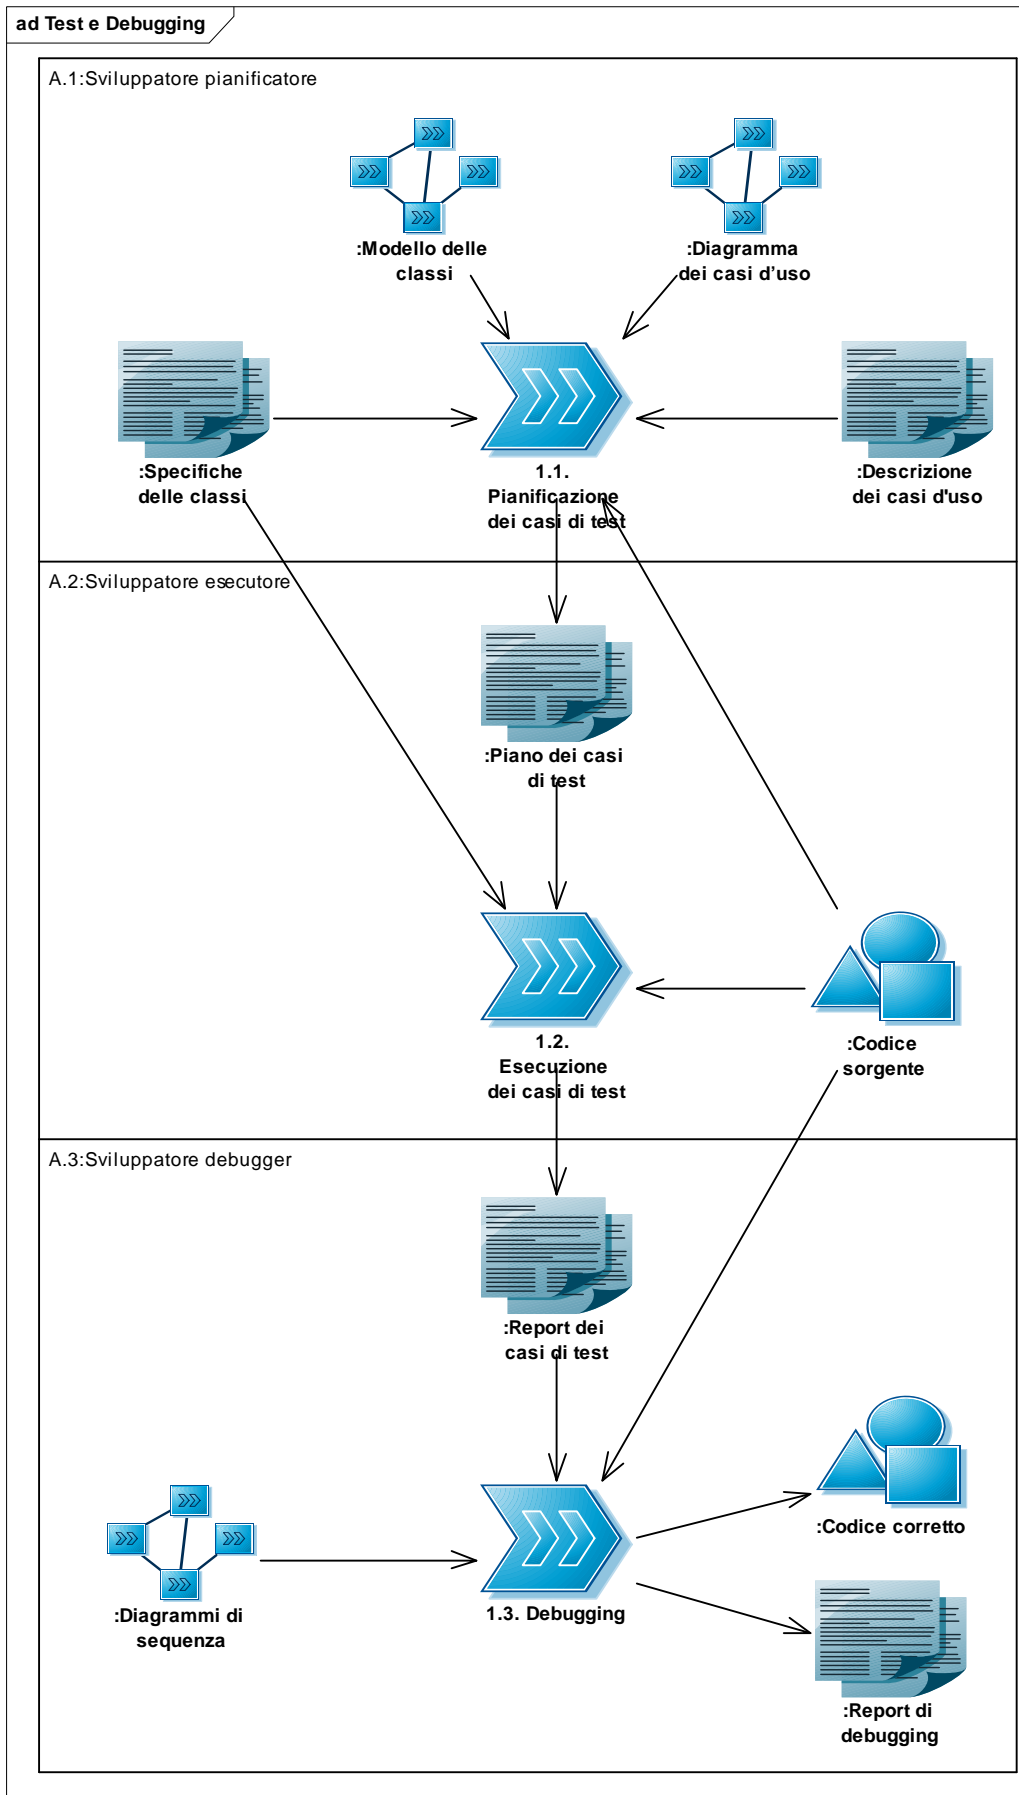 ad Test e Debugging
A.1:Sviluppatore pianificatore
:Modello delle
classi
:Diagramma
dei casi d’uso
:Specifiche
delle classi
1.1.
Pianificazione
dei casi di test
:Descrizione
dei casi d'uso
A.2:Sviluppatore esecutore
:Piano dei casi
di test
1.2.
Esecuzione
dei casi di test
:Codice
sorgente
A.3:Sviluppatore debugger
:Report dei
casi di test
:Codice corretto
:Diagrammi di
sequenza
1.3. Debugging
:Report di
debugging